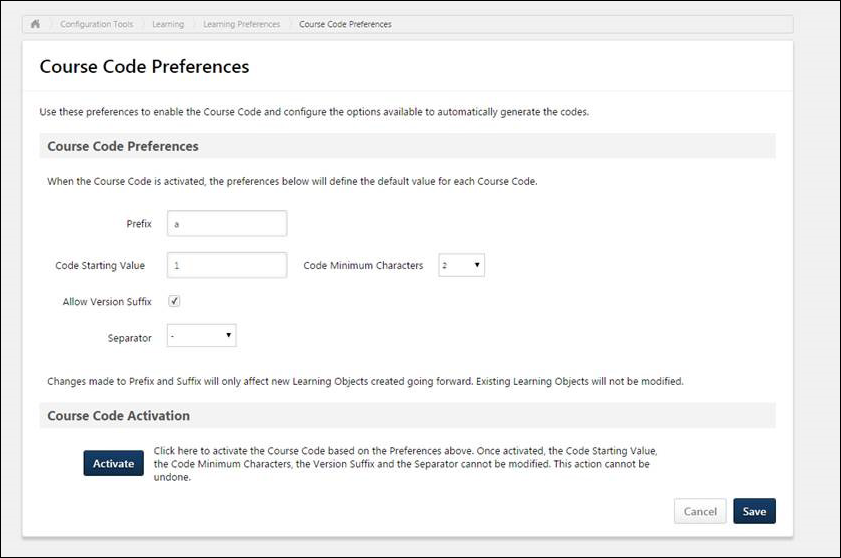 Configuration Tools Learning Learning Preferences Course Code Preferences
Course Code Preferences
Use these preferences to enable the Course Code and configure the options available to automatically generate the codes.
Course Code Preferences
When the Course Code is activated, the preferences below will define the default value for each Course Code.
Prefix a
Code Starting Value 1 Code Minimum Characters 2
Allow Version Suffix
Separator -
Changes made to Prefix and Suffix will only affect new Learning Objects created going forward. Existing Learning Objects will not be modified.
Course Code Activation
Activate
Click here to activate the Course Code based on the Preferences above. Once activated, the Code Starting Value,
the Code Minimum Characters, the Version Suffix and the Separator cannot be modified. This action cannot be
undone.
Cancel Save